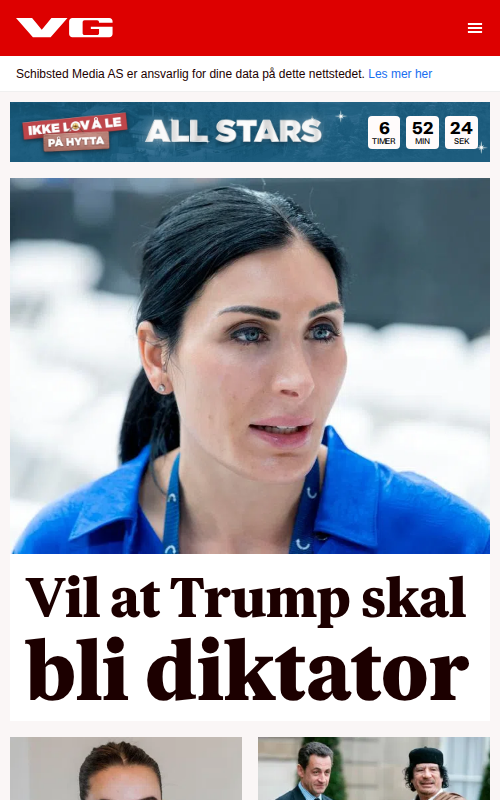 VG
Schibsted Media AS er ansvarlig for dine data på dette nettstedet. Les mer her
IKKE LOV Å LE
PÅ HYTTA
ALL STARS
6
TIMER
52
MIN
24
SEK
Vil at Trump skal
bli diktator